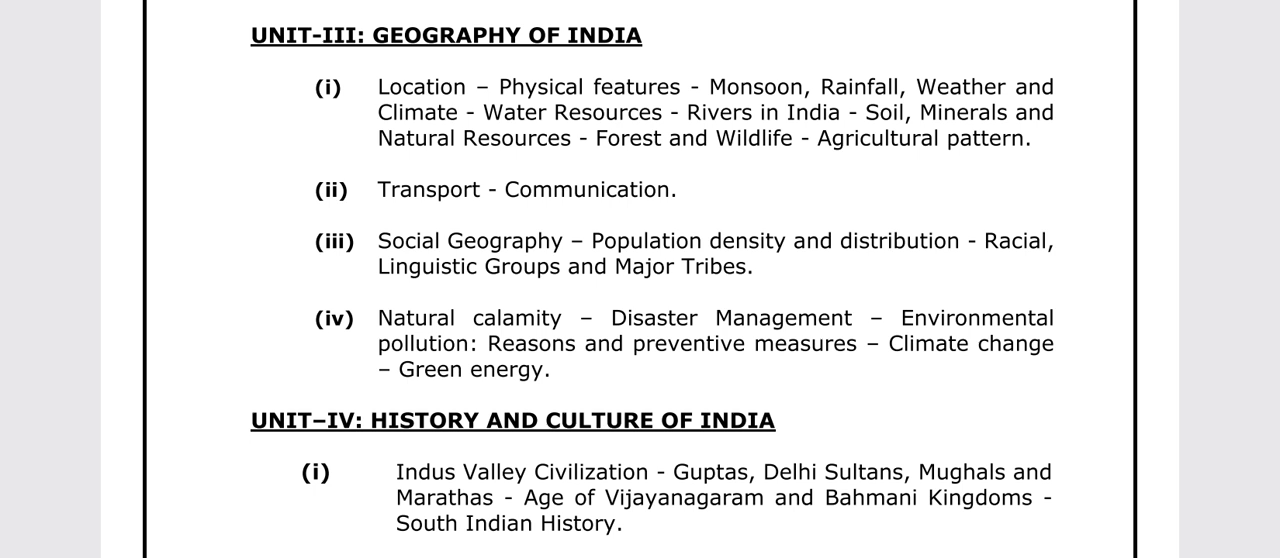 UNIT-III: GEOGRAPHY OF INDIA
(i) Location – Physical features - Monsoon, Rainfall, Weather and
Climate - Water Resources - Rivers in India - Soil, Minerals and
Natural Resources - Forest and Wildlife - Agricultural pattern.
(ii) Transport - Communication.
(iii) Social Geography – Population density and distribution - Racial,
Linguistic Groups and Major Tribes.
(iv) Natural calamity – Disaster Management – Environmental
pollution: Reasons and preventive measures – Climate change
– Green energy.
UNIT–IV: HISTORY AND CULTURE OF INDIA
(i) Indus Valley Civilization - Guptas, Delhi Sultans, Mughals and
Marathas - Age of Vijayanagaram and Bahmani Kingdoms -
South Indian History.